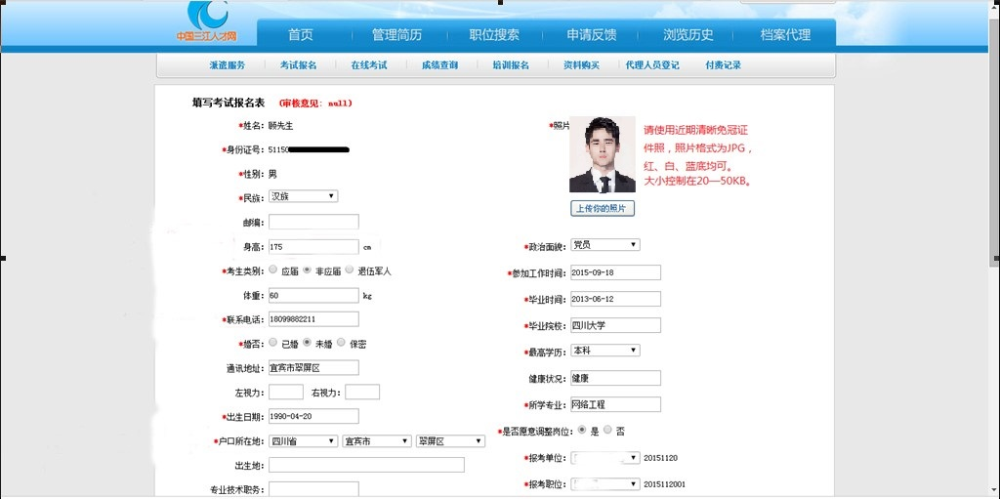 中国三江人才网
首页 管理简历 职位搜索 申请反馈 浏览历史 档案代理
派遣服务 考试报名 在线考试 成绩查询 培训报名 资料购买 代理人员登记 付费记录
填写考试报名表 (审核意见: null)
*姓名: 顾先生
*照片
请使用近期清晰免冠证
件照，照片格式为JPG，
红、白、蓝底均可。
大小控制在20—50KB。
上传你的照片
*身份证号: 51150
*性别: 男
*民族: 汉族
邮编:
身高: 175 cm
*政治面貌: 党员
*考生类别: 应届 非应届 退伍军人
*参加工作时间: 2015-09-18
体重: 60 kg
*毕业时间: 2013-06-12
*联系电话: 18099882211
*毕业院校: 四川大学
*婚否: 已婚 未婚 保密
*最高学历: 本科
通讯地址: 宜宾市翠屏区
健康状况: 健康
左视力: 右视力:
*所学专业: 网络工程
*出生日期: 1990-04-20
*是否愿意调整岗位: 是 否
*户口所在地: 四川省 宜宾市 翠屏区
*报考单位: 20151120
出生地:
*报考职位: 2015112001
专业技术职务: